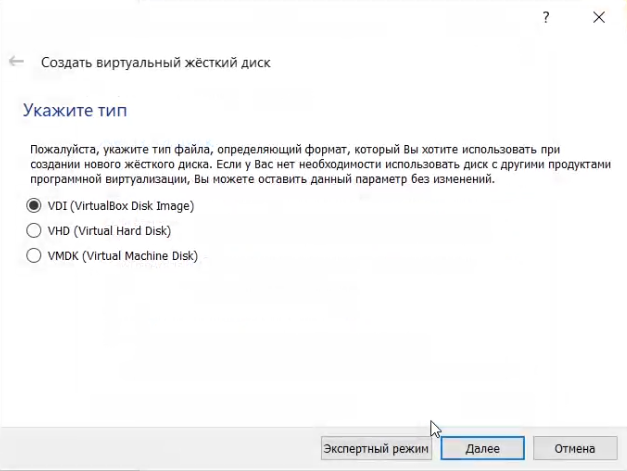 ?
Создать виртуальный жёсткий диск
Укажите тип
Пожалуйста, укажите тип файла, определяющий формат, который Вы хотите использовать при
создании нового жёсткого диска. Если у Вас нет необходимости использовать диск с другими продуктами
программной виртуализации, Вы можете оставить данный параметр без изменений.
VDI (VirtualBox Disk Image)
VHD (Virtual Hard Disk)
VMDK (Virtual Machine Disk)
Экспертный режим Далее Отмена